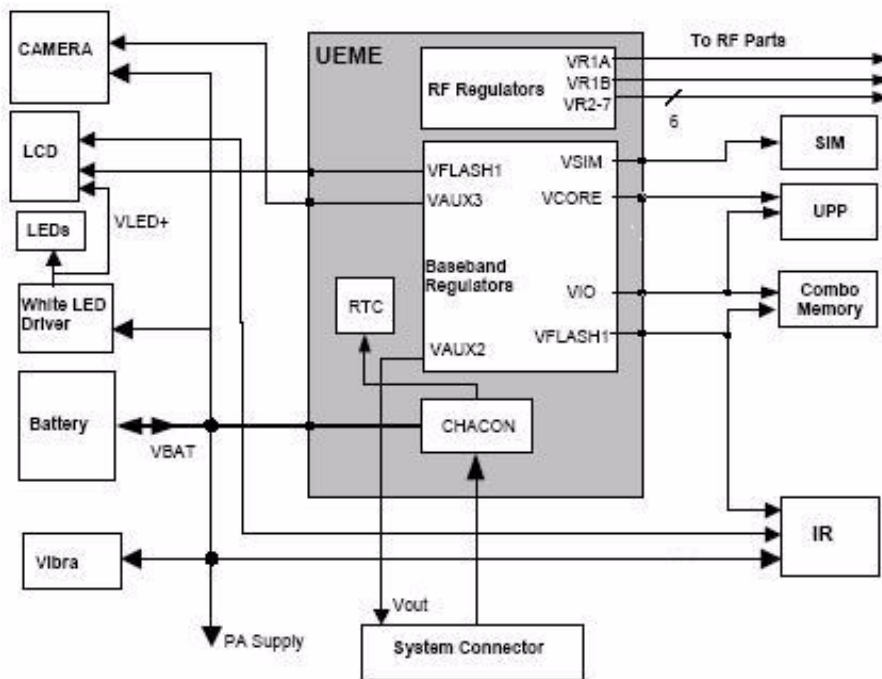 CAMERA
UEME
To RF Parts
VR1A
RF Regulators
VR1B
VR2-7
6
LCD
SIM
VFLASH1
VSIM
VAUX3
VCORE
UPP
LEDs
VLED+
Baseband
Regulators
VIO
Combo
Memory
White LED
Driver
RTC
VAUX2
VFLASH1
Battery
VBAT
CHACON
IR
Vibra
Vout
PA Supply
System Connector